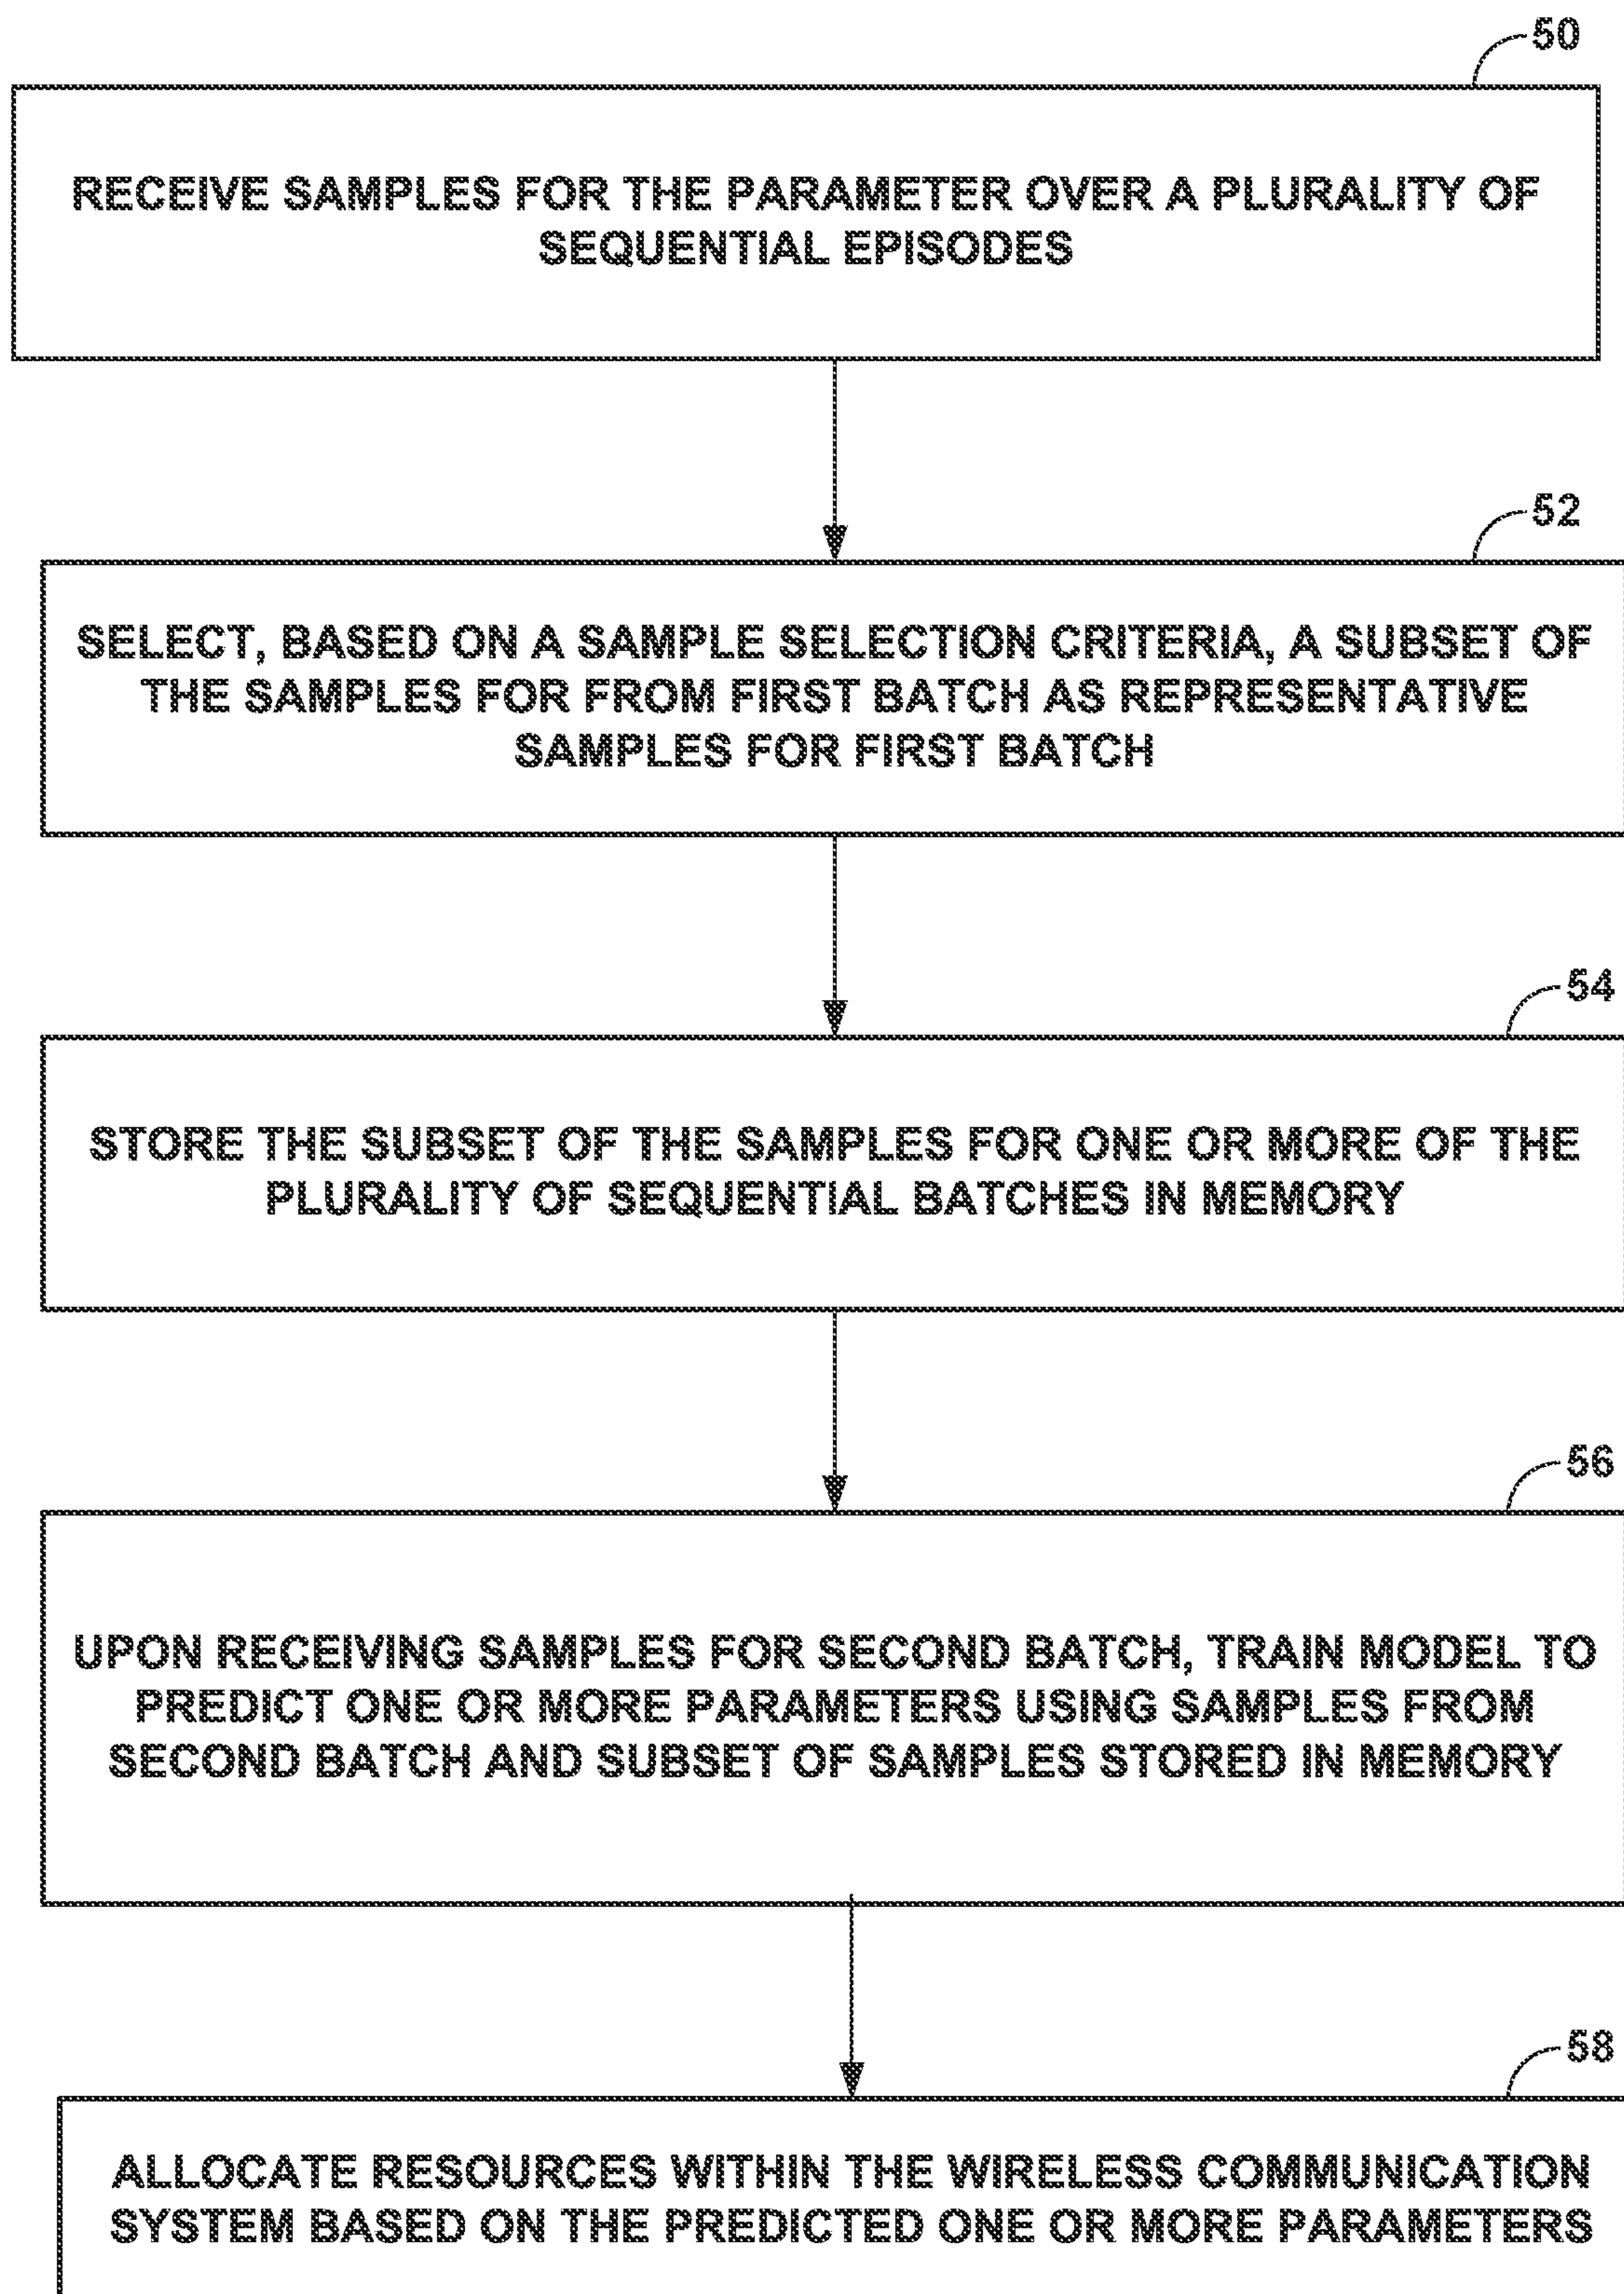 50
RECEIVE SAMPLES FOR THE PARAMETER OVER A PLURALITY OF
SEQUENTIAL EPISODES
52
SELECT, BASED ON A SAMPLE SELECTION CRITERIA, A SUBSET OF
THE SAMPLES FOR FROM FIRST BATCH AS REPRESENTATIVE
SAMPLES FOR FIRST BATCH
54
STORE THE SUBSET OF THE SAMPLES FOR ONE OR MORE OF THE
PLURALITY OF SEQUENTIAL BATCHES IN MEMORY
56
UPON RECEIVING SAMPLES FOR SECOND BATCH, TRAIN MODEL TO
PREDICT ONE OR MORE PARAMETERS USING SAMPLES FROM
SECOND BATCH AND SUBSET OF SAMPLES STORED IN MEMORY
58
ALLOCATE RESOURCES WITHIN THE WIRELESS COMMUNICATION
SYSTEM BASED ON THE PREDICTED ONE OR MORE PARAMETERS